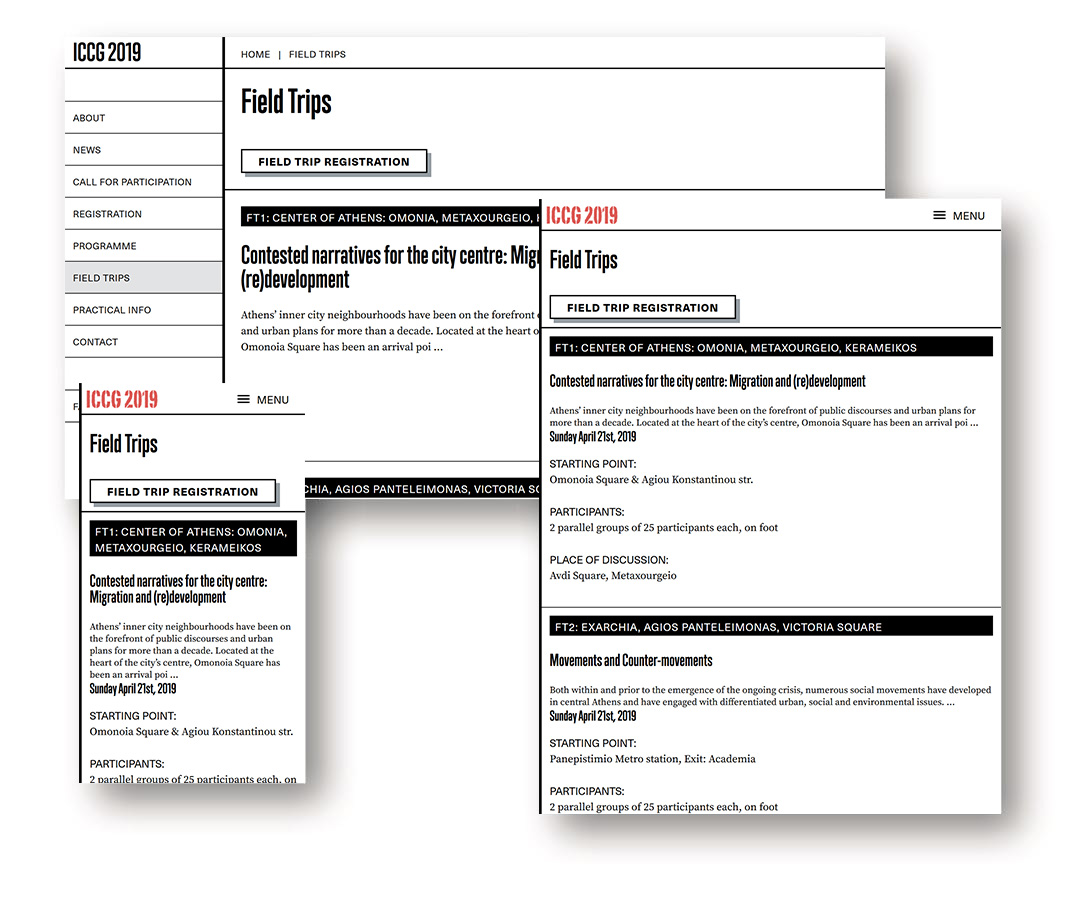 ICCG 2019
HOME | FIELD TRIPS
ABOUT
NEWS
CALL FOR PARTICIPATION
REGISTRATION
PROGRAMME
FIELD TRIPS
PRACTICAL INFO
CONTACT
Field Trips
FIELD TRIP REGISTRATION
FT1: CENTER OF ATHENS: OMONIA, METAXOURGEIO,
Contested narratives for the city centre:
(re)development
Athens’ inner city neighbourhoods have been on the forefront
and urban plans for more than a decade. Located at the heart
Omonoia Square has been an arrival poi ...
AGIOS PANTELEIMONAS, VICTORIA
ICCG 2019
MENU
Field Trips
FIELD TRIP REGISTRATION
FT1: CENTER OF ATHENS: OMONIA,
METAXOURGEIO, KERAMEIKOS
Contested narratives for the city centre:
Migration and (re)development
Athens’ inner city neighbourhoods have been on
the forefront of public discourses and urban
plans for more than a decade. Located at the
heart of the city’s centre, Omonoia Square has
been an arrival poi ...
Sunday April 21st, 2019
STARTING POINT:
Omonoia Square & Agiou Konstantinou str.
PARTICIPANTS:
2 parallel groups of 25 participants each, on
ICCG 2019
MENU
Field Trips
FIELD TRIP REGISTRATION
FT1: CENTER OF ATHENS: OMONIA, METAXOURGEIO, KERAMEIKOS
Contested narratives for the city centre: Migration and (re)development
Athens’ inner city neighbourhoods have been on the forefront of public discourses and urban plans for
more than a decade. Located at the heart of the city’s centre, Omonoia Square has been an arrival poi ...
Sunday April 21st, 2019
STARTING POINT:
Omonoia Square & Agiou Konstantinou str.
PARTICIPANTS:
2 parallel groups of 25 participants each, on foot
PLACE OF DISCUSSION:
Avdi Square, Metaxourgeio
FT2: EXARCHIA, AGIOS PANTELEIMONAS, VICTORIA SQUARE
Movements and Counter-movements
Both within and prior to the emergence of the ongoing crisis, numerous social movements have developed
in central Athens and have engaged with differentiated urban, social and environmental issues. ...
Sunday April 21st, 2019
STARTING POINT:
Panepistimio Metro station, Exit: Academia
PARTICIPANTS:
2 parallel groups of 25 participants each, on foot